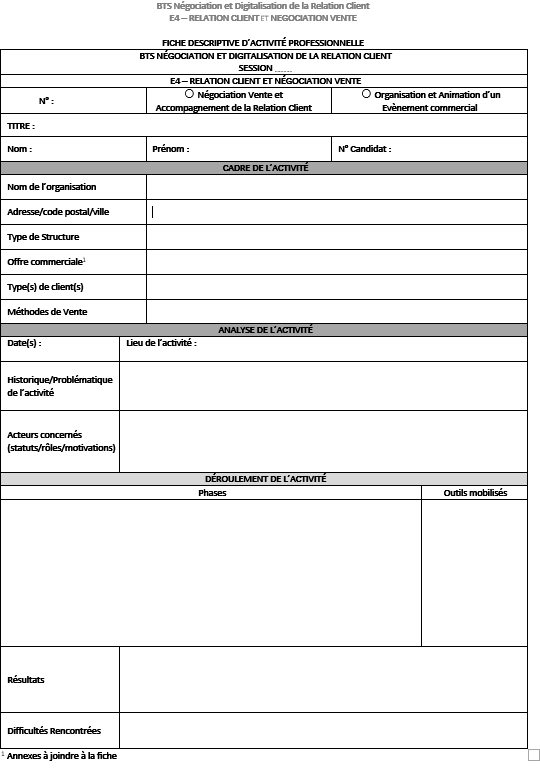 BTS Négociation et Digitalisation de la Relation Client
E4 – RELATION CLIENT ET NEGOCIATION VENTE
FICHE DESCRIPTIVE D'ACTIVITÉ PROFESSIONNELLE
BTS NÉGOCIATION ET DIGITALISATION DE LA RELATION CLIENT
SESSION ____
E4 – RELATION CLIENT ET NÉGOCIATION VENTE
N° :
Négociation Vente et
Accompagnement de la Relation Client
Organisation et Animation d'un
Evènement commercial
TITRE :
Nom :
Prénom :
N° Candidat :
CADRE DE L'ACTIVITÉ
Nom de l'organisation
Adresse/code postal/ville
Type de Structure
Offre commerciale¹
Type(s) de client(s)
Méthodes de Vente
ANALYSE DE L'ACTIVITÉ
Date(s) :
Lieu de l'activité :
Historique/Problématique
de l'activité
Acteurs concernés
(statuts/rôles/motivations)
DÉROULEMENT DE L'ACTIVITÉ
Phases
Outils mobilisés
Résultats
Difficultés Rencontrées
¹ Annexes à joindre à la fiche